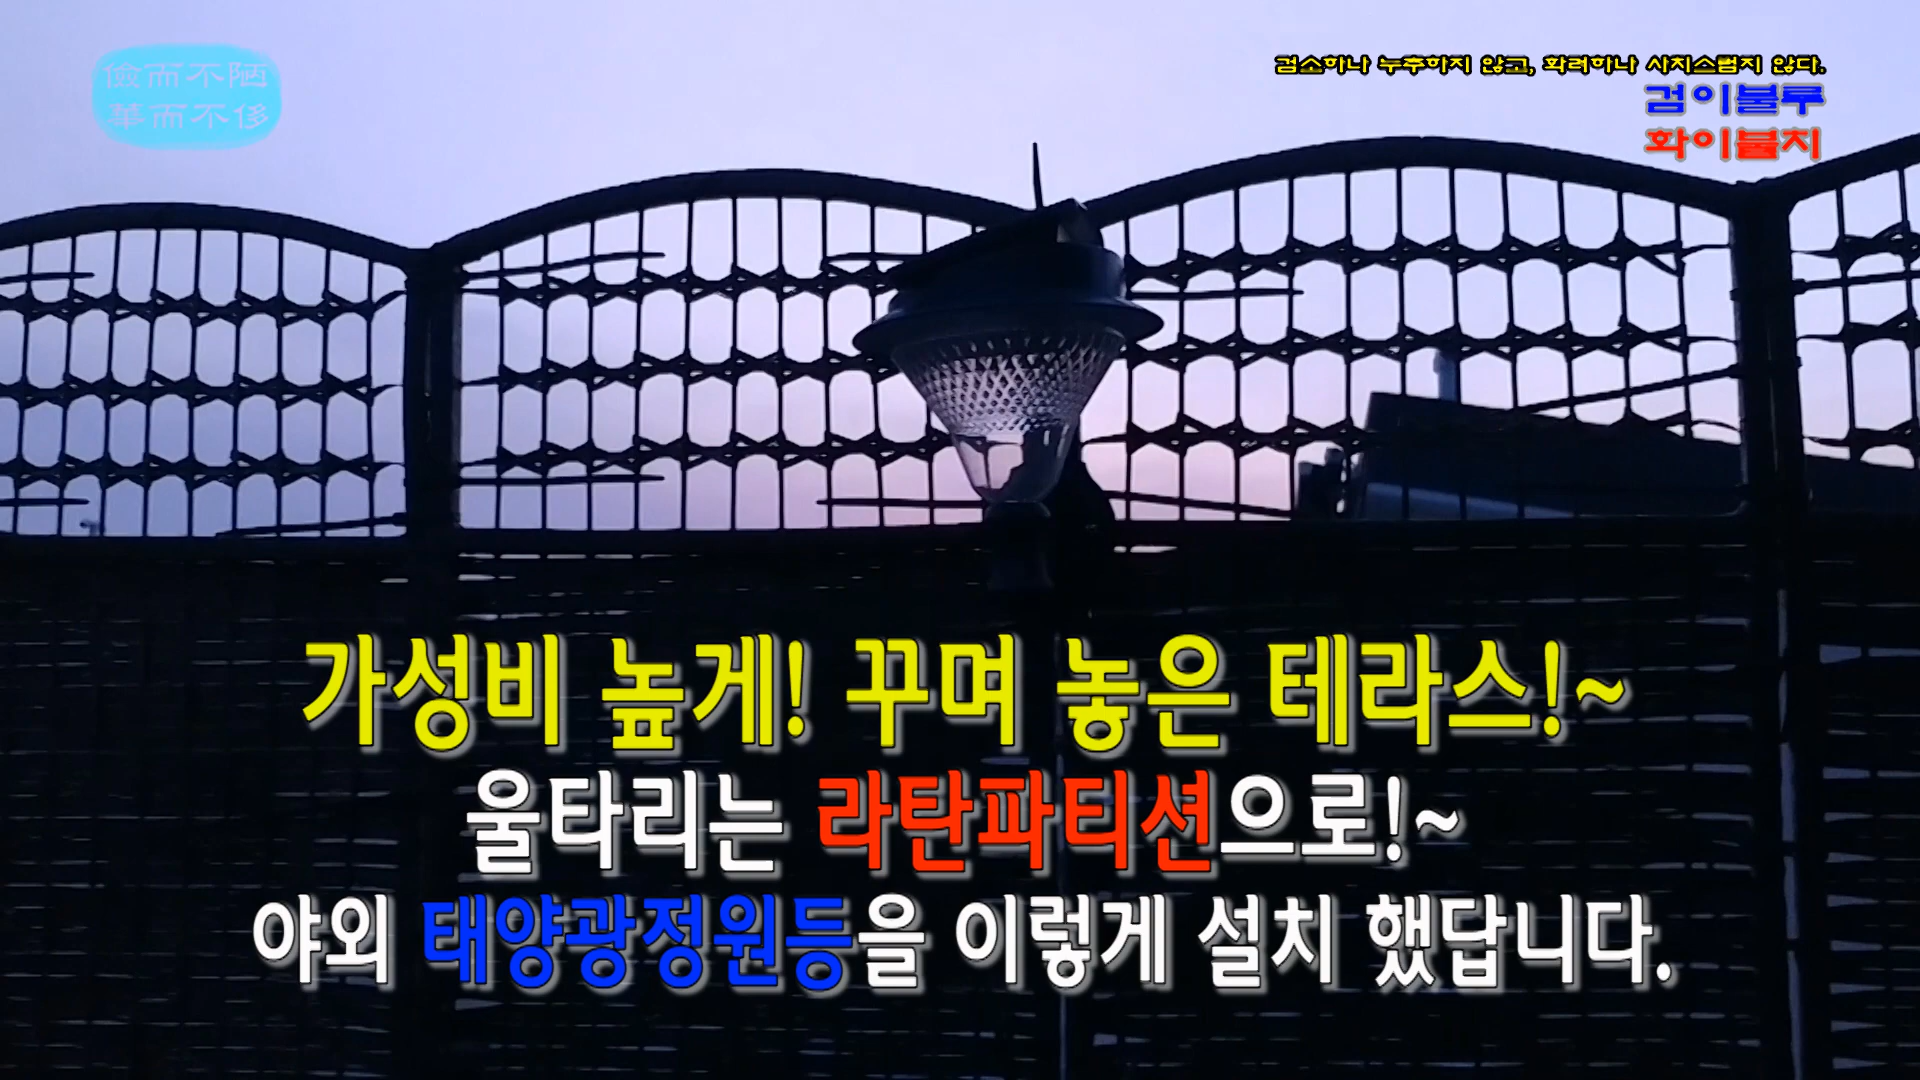 儉而不陋
華而不侈
검소하나 누추하지 않고, 화려하나 사치스럽지 않다.
검이불루
화이불치
가성비 높게! 꾸며 놓은 테라스!~
울타리는 라탄파티션으로!~
야외 태양광정원등을 이렇게 설치 했답니다.